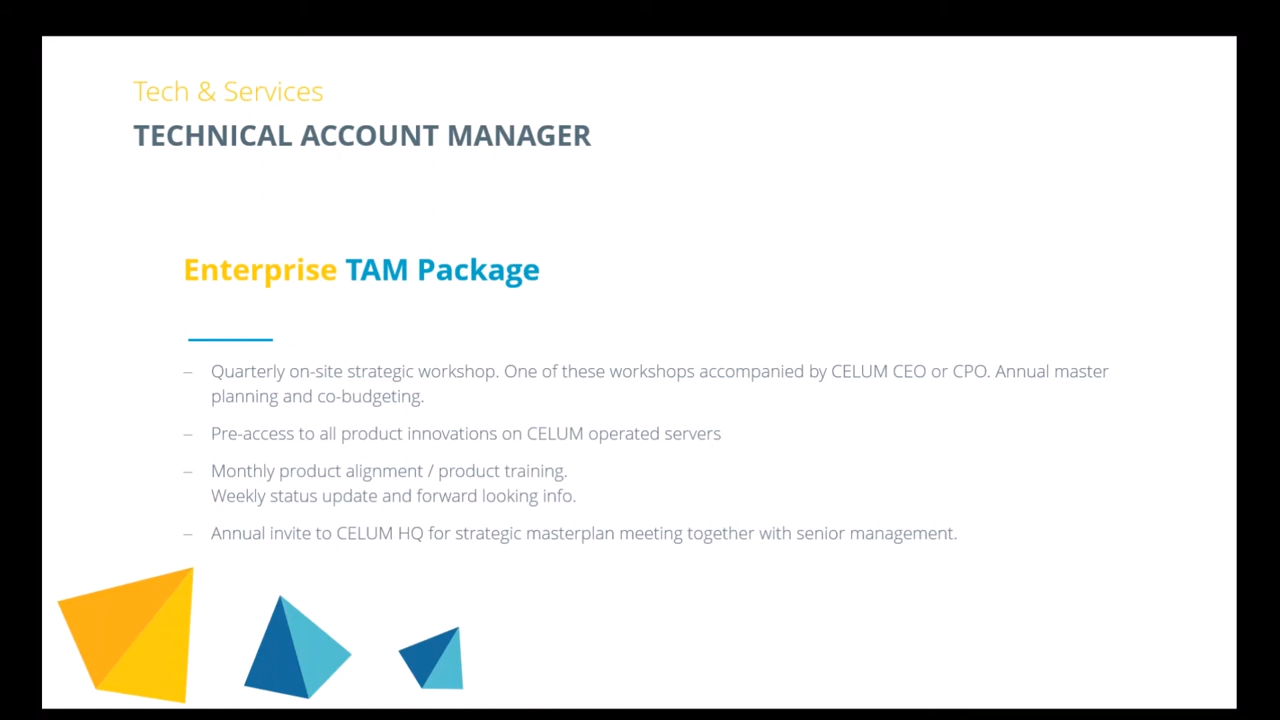 Tech & Services
TECHNICAL ACCOUNT MANAGER
Enterprise TAM Package
– Quarterly on-site strategic workshop. One of these workshops accompanied by CELUM CEO or CPO. Annual master
planning and co-budgeting.
– Pre-access to all product innovations on CELUM operated servers
– Monthly product alignment / product training.
Weekly status update and forward looking info.
– Annual invite to CELUM HQ for strategic masterplan meeting together with senior management.